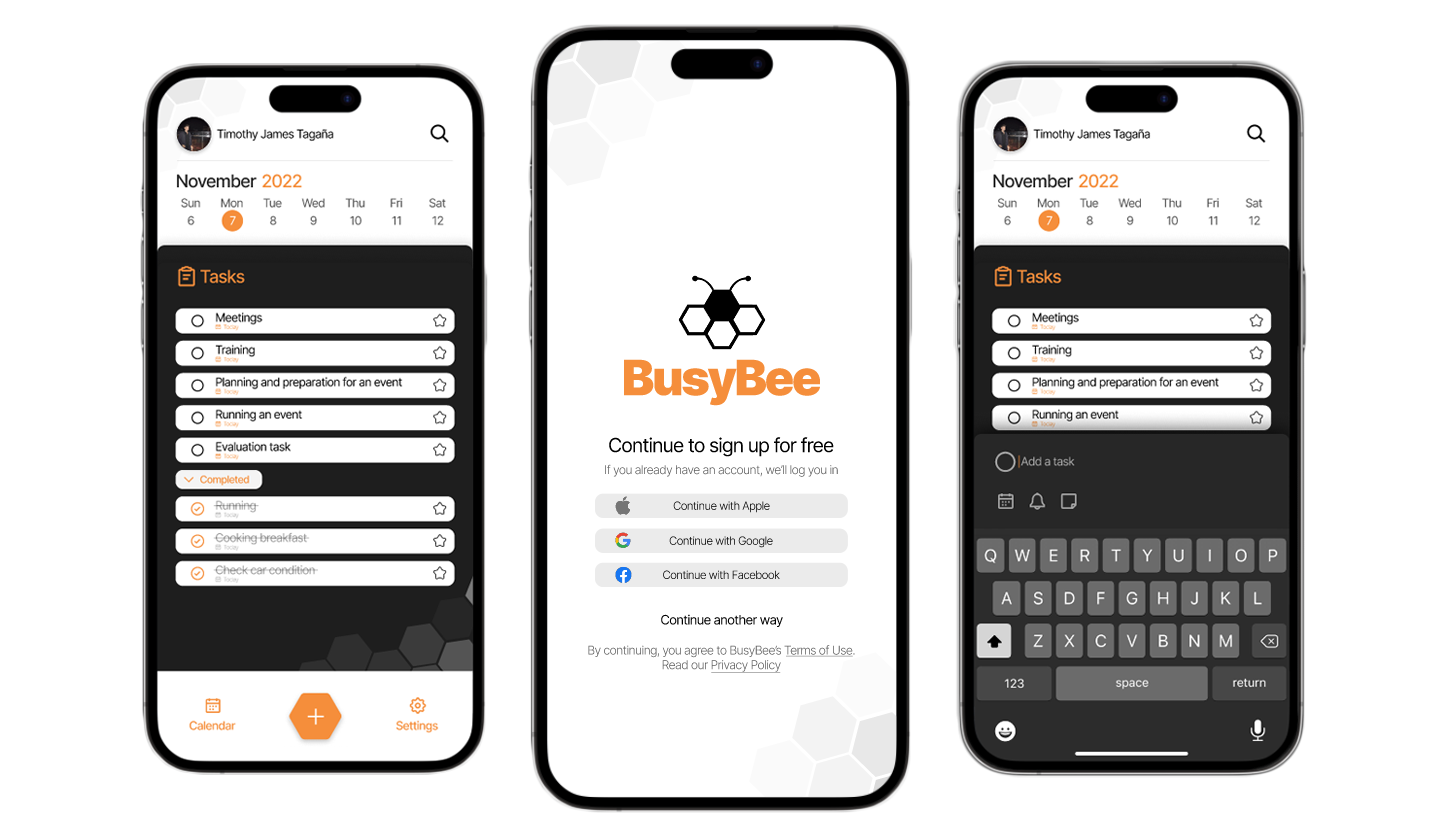 Timothy James Tagaña
November 2022
Sun Mon Tue Wed Thu Fri Sat
6 7 8 9 10 11 12
Tasks
Meetings
Today
Training
Today
Planning and preparation for an event
Today
Running an event
Today
Evaluation task
Today
Completed
Running
Today
Cooking breakfast
Today
Check car condition
Today
Calendar
Settings
BusyBee
Continue to sign up for free
If you already have an account, we'll log you in
Continue with Apple
Continue with Google
Continue with Facebook
Continue another way
By continuing, you agree to BusyBee's Terms of Use.
Read our Privacy Policy
Timothy James Tagaña
November 2022
Sun Mon Tue Wed Thu Fri Sat
6 7 8 9 10 11 12
Tasks
Meetings
Today
Training
Today
Planning and preparation for an event
Today
Running an event
Today
Add a task
Q W E R T Y U I O P
A S D F G H J K L
Z X C V B N M
123 space return